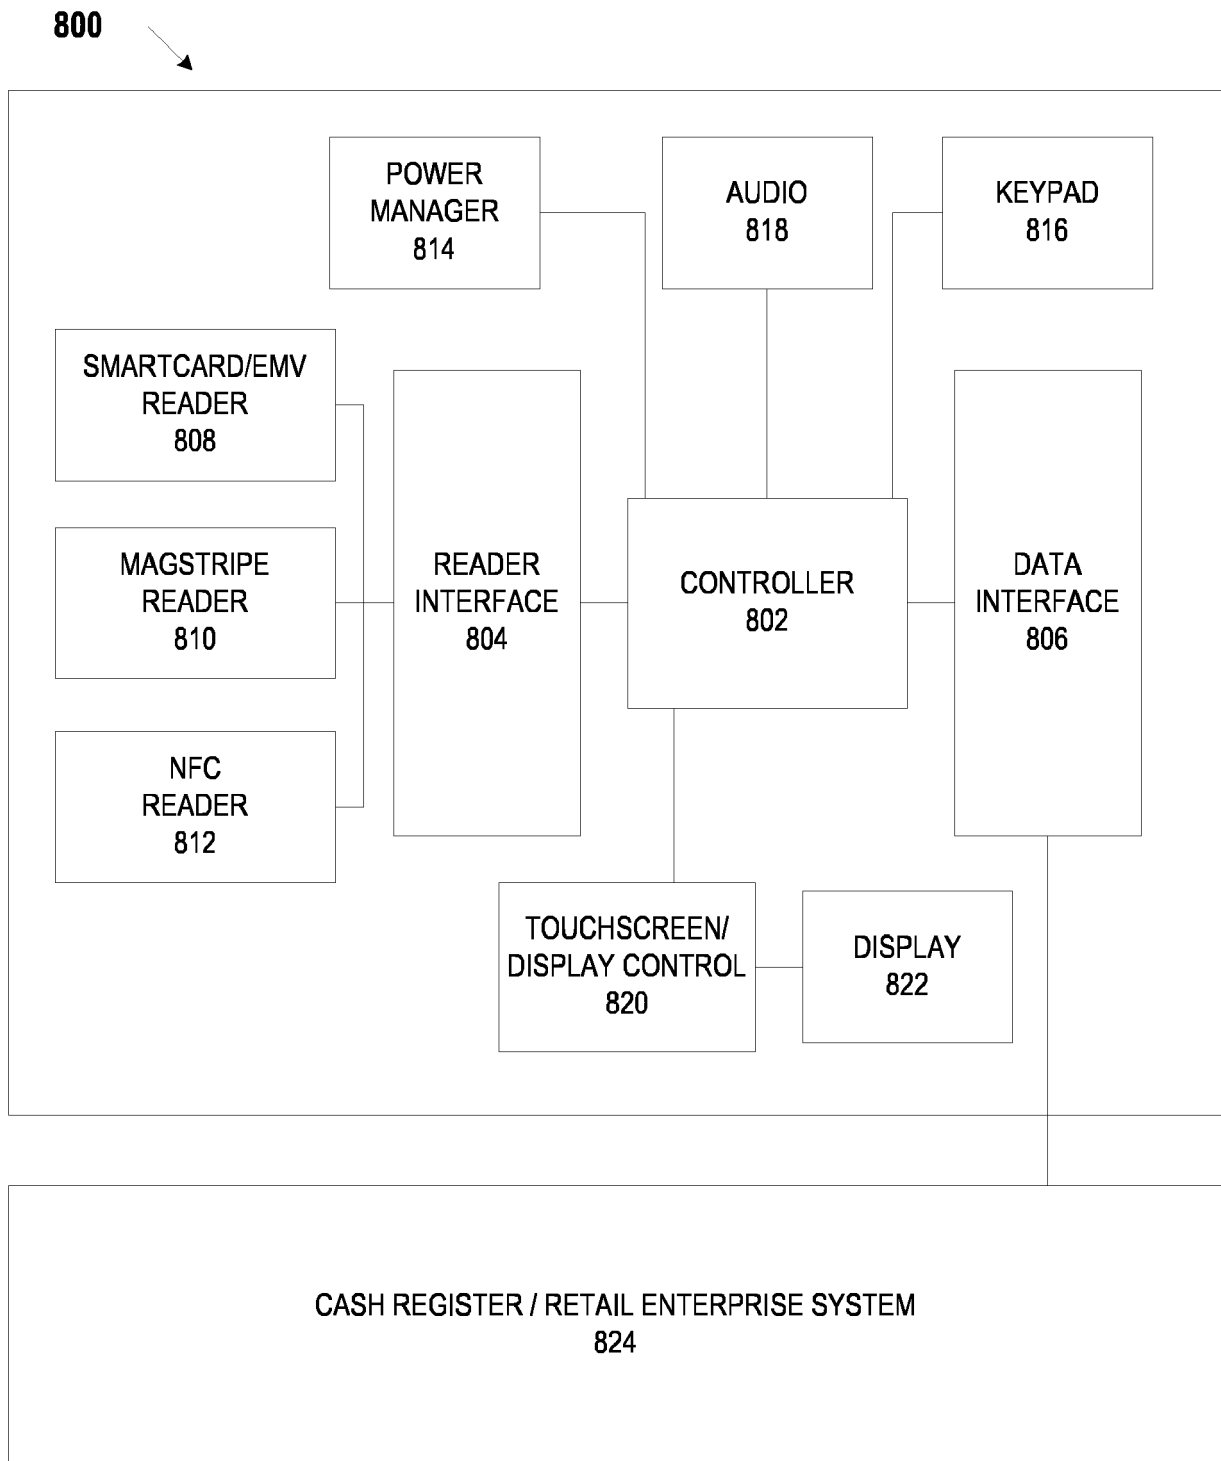 800
POWER
MANAGER
814
AUDIO
818
KEYPAD
816
SMARTCARD/EMV
READER
808
MAGSTRIPE
READER
810
NFC
READER
812
READER
INTERFACE
804
CONTROLLER
802
DATA
INTERFACE
806
TOUCHSCREEN/
DISPLAY CONTROL
820
DISPLAY
822
CASH REGISTER / RETAIL ENTERPRISE SYSTEM
824